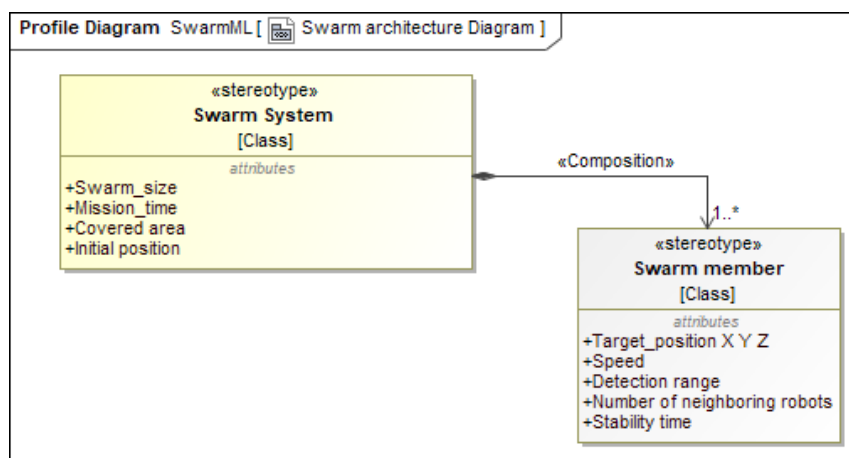 Profile Diagram SwarmML [ Swarm architecture Diagram ]
«stereotype»
Swarm System
[Class]
attributes
+Swarm_size
+Mission_time
+Covered area
+Initial position
«Composition»
1..*
«stereotype»
Swarm member
[Class]
attributes
+Target_position X Y Z
+Speed
+Detection range
+Number of neighboring robots
+Stability time